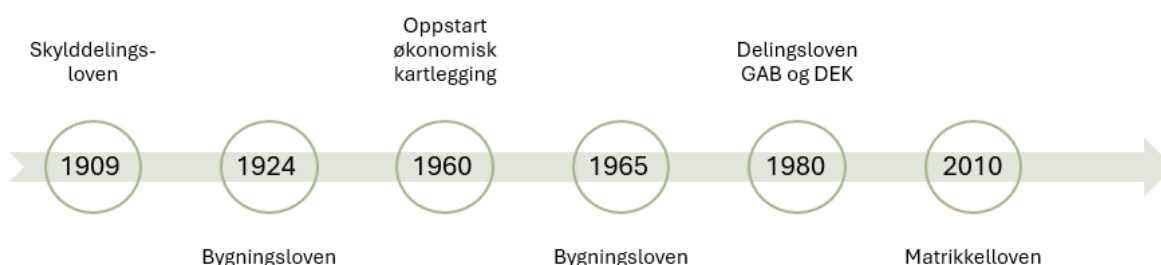 Skylddelings-
loven
Oppstart
økonomisk
kartlegging
Delingsloven
GAB og DEK
1909
1924
1960
1965
1980
2010
Bygningsloven
Bygningsloven
Matrikkelloven